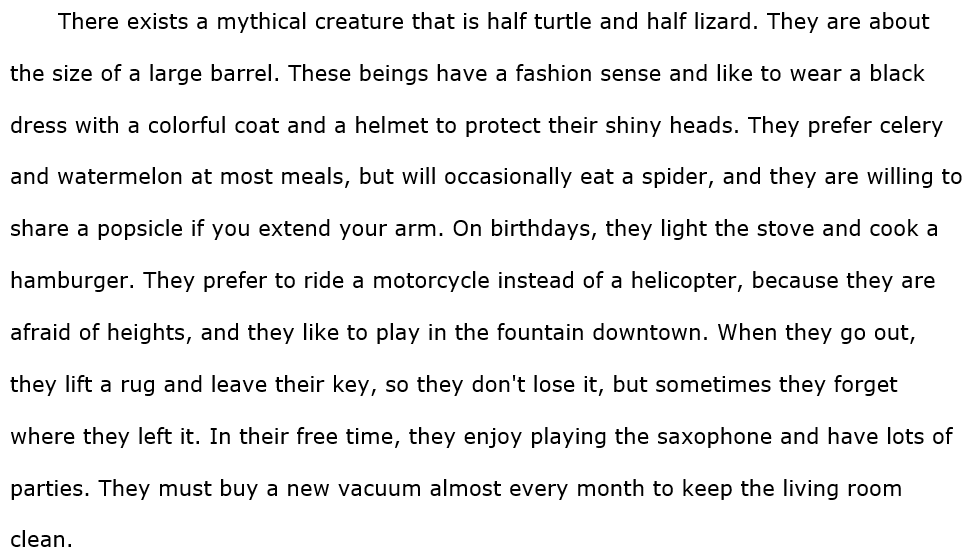 There exists a mythical creature that is half turtle and half lizard. They are about
the size of a large barrel. These beings have a fashion sense and like to wear a black
dress with a colorful coat and a helmet to protect their shiny heads. They prefer celery
and watermelon at most meals, but will occasionally eat a spider, and they are willing to
share a popsicle if you extend your arm. On birthdays, they light the stove and cook a
hamburger. They prefer to ride a motorcycle instead of a helicopter, because they are
afraid of heights, and they like to play in the fountain downtown. When they go out,
they lift a rug and leave their key, so they don't lose it, but sometimes they forget
where they left it. In their free time, they enjoy playing the saxophone and have lots of
parties. They must buy a new vacuum almost every month to keep the living room
clean.